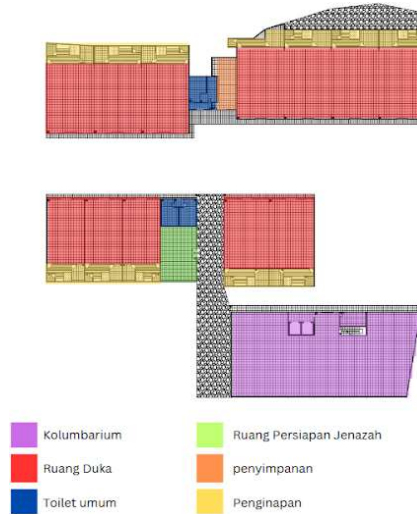 Kolumbarium
Ruang Persiapan Jenazah
Ruang Duka
penyimpanan
Toilet umum
Penginapan